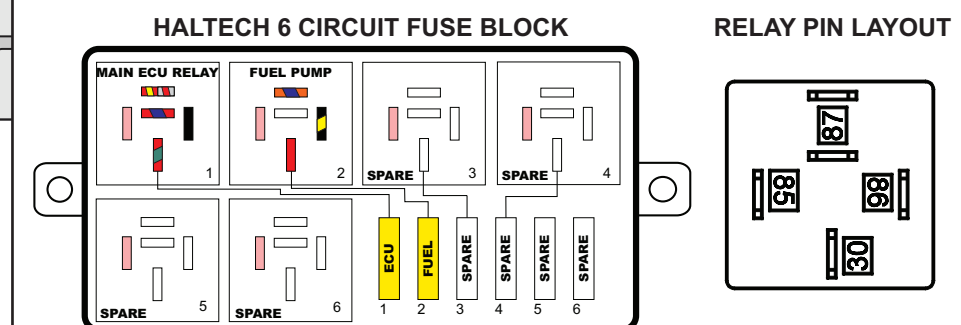 HALTECH 6 CIRCUIT FUSE BLOCK
RELAY PIN LAYOUT
MAIN ECU RELAY
1
FUEL PUMP
2
SPARE 3
SPARE 4
SPARE 5
SPARE 6
ECU
FUEL
SPARE
SPARE
SPARE
SPARE
1 2 3 4 5 6
87
85
86
30